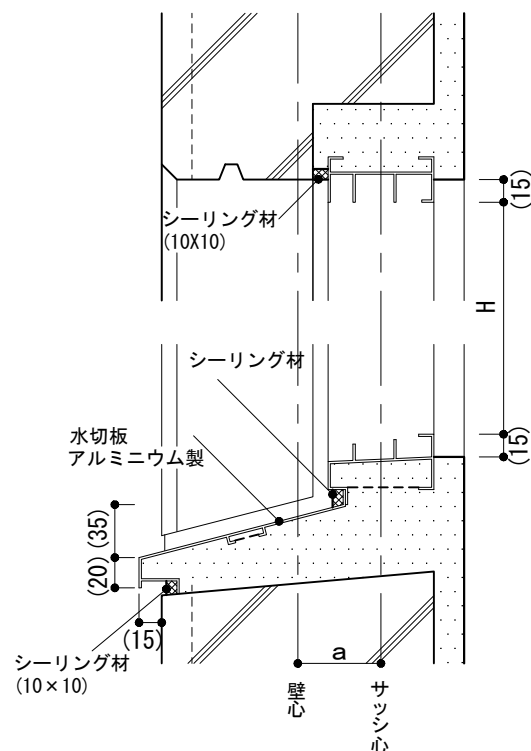 (15)
シーリング材
(10X10)
H
シーリング材
水切板
アルミニウム製
(15)
(35)
(20)
(15)
a
シーリング材
(10×10)
壁心
サッシ心